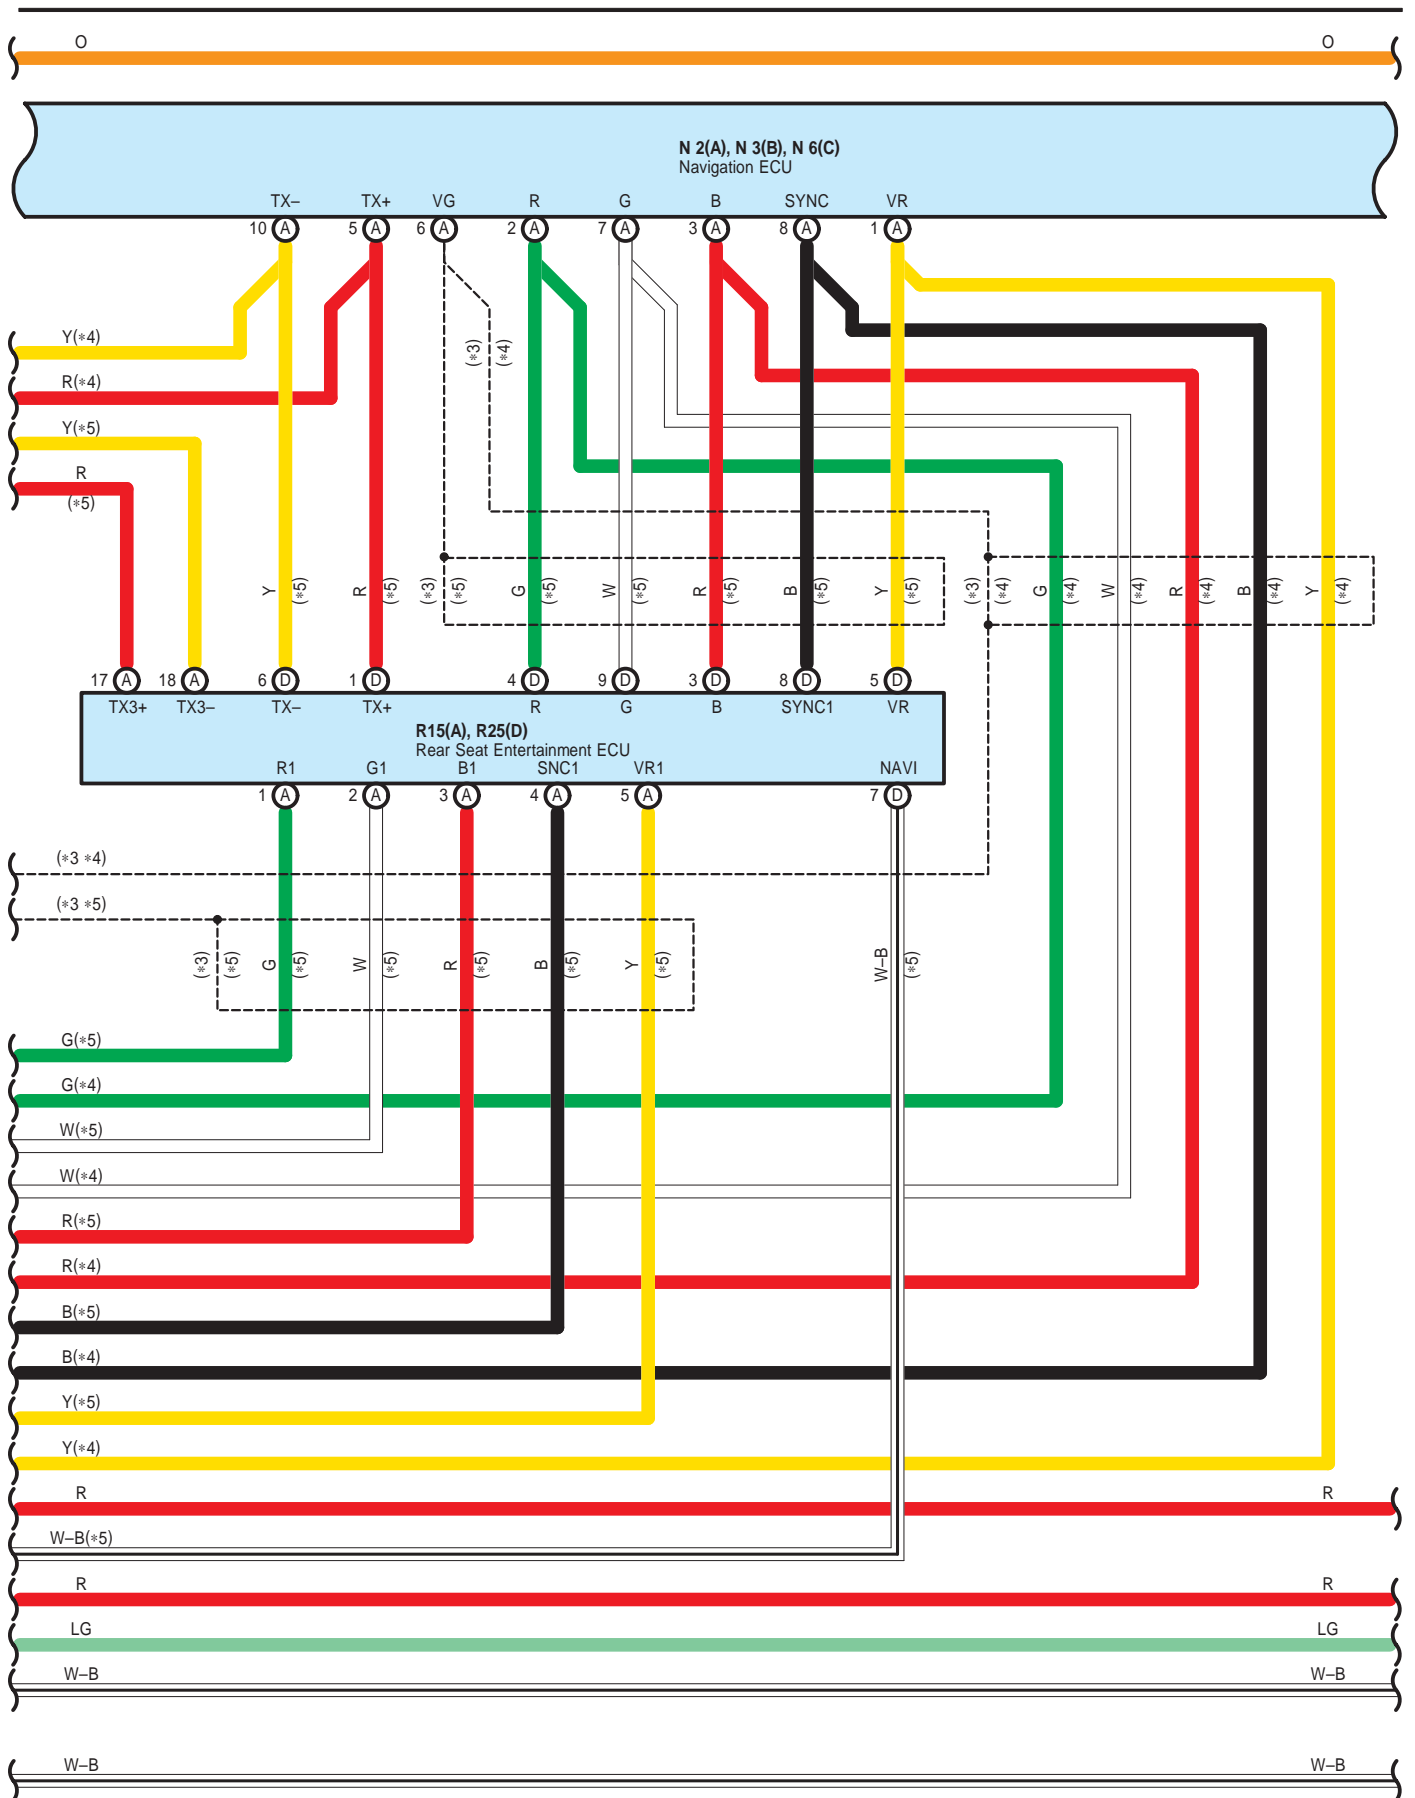 O O
N 2(A), N 3(B), N 6(C)
Navigation ECU
TX– TX+ VG R G B SYNC VR
10 A 5 A 6 A 2 A 7 A 3 A 8 A 1 A
Y(∗4)
(∗3) (∗4)
R(∗4)
Y(∗5)
R
(∗5)
Y (∗5) R (∗5) (∗3) (∗5) G (∗5) W (∗5) R (∗5) B (∗5) Y (∗5) (∗3) (∗4) G (∗4) W (∗4) R (∗4) B (∗4) Y (∗4)
17 A 18 A 6 D 1 D 4 D 9 D 3 D 8 D 5 D
TX3+ TX3– TX– TX+ R G B SYNC1 VR
R15(A), R25(D)
Rear Seat Entertainment ECU
R1 G1 B1 SNC1 VR1 NAVI
1 A 2 A 3 A 4 A 5 A 7 D
(∗3 ∗4)
(∗3 ∗5)
(∗3) (∗5) G (∗5) W (∗5) R (∗5) B (∗5) Y (∗5) W–B (∗5)
G(∗5)
G(∗4)
W(∗5)
W(∗4)
R(∗5)
R(∗4)
B(∗5)
B(∗4)
Y(∗5)
Y(∗4)
R R
W–B(∗5)
R R
LG LG
W–B W–B
W–B W–B